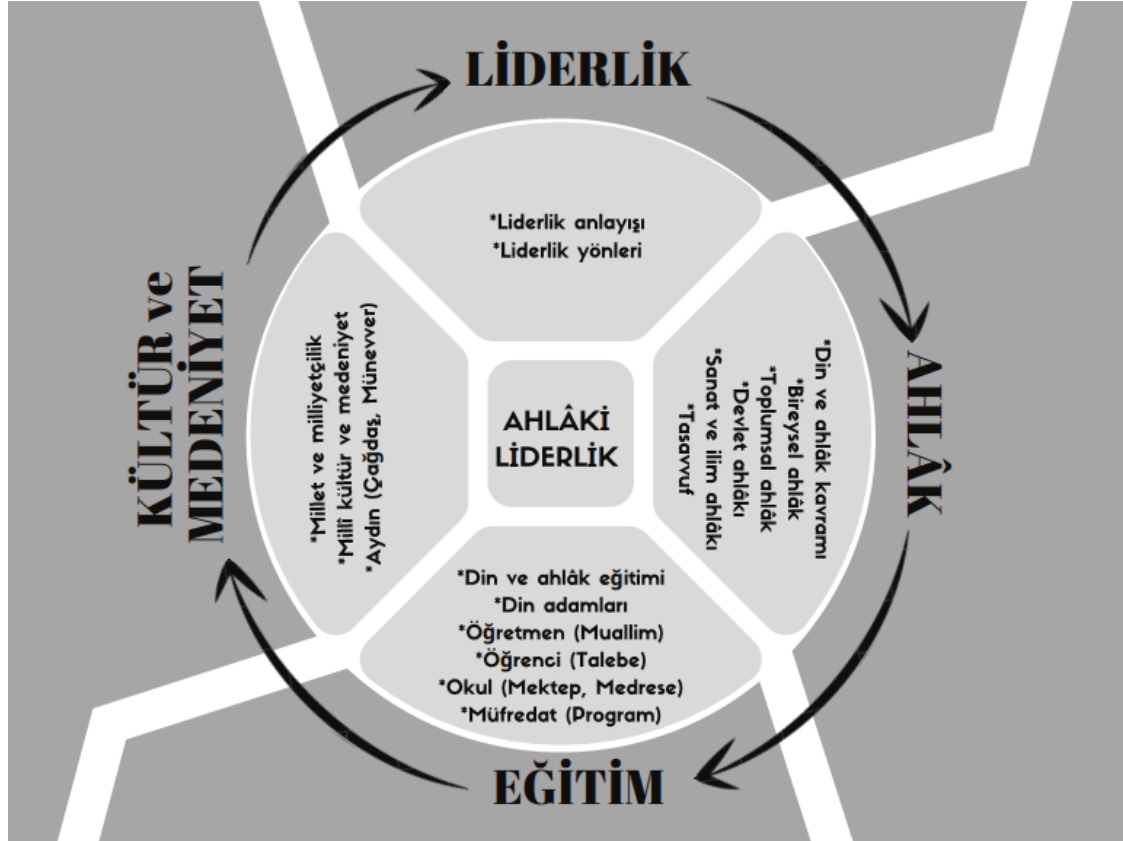 LİDERLİK
*Liderlik anlayışı
*Liderlik yönleri
AHLÂK
*Din ve ahlâk kavramı
*Bireysel ahlâk
*Toplumsal ahlâk
*Devlet ahlâkı
*Sanat ve ilim ahlâkı
*Tasavvuf
EĞİTİM
*Din ve ahlâk eğitimi
*Din adamları
*Öğretmen (Muallim)
*Öğrenci (Talebe)
*Okul (Mektep, Medrese)
*Müfredat (Program)
KÜLTÜR ve
MEDENİYET
*Millet ve milliyetçilik
*Millî kültür ve medeniyet
*Aydın (Çağdaş, Münevver)
AHLÂKİ
LİDERLİK